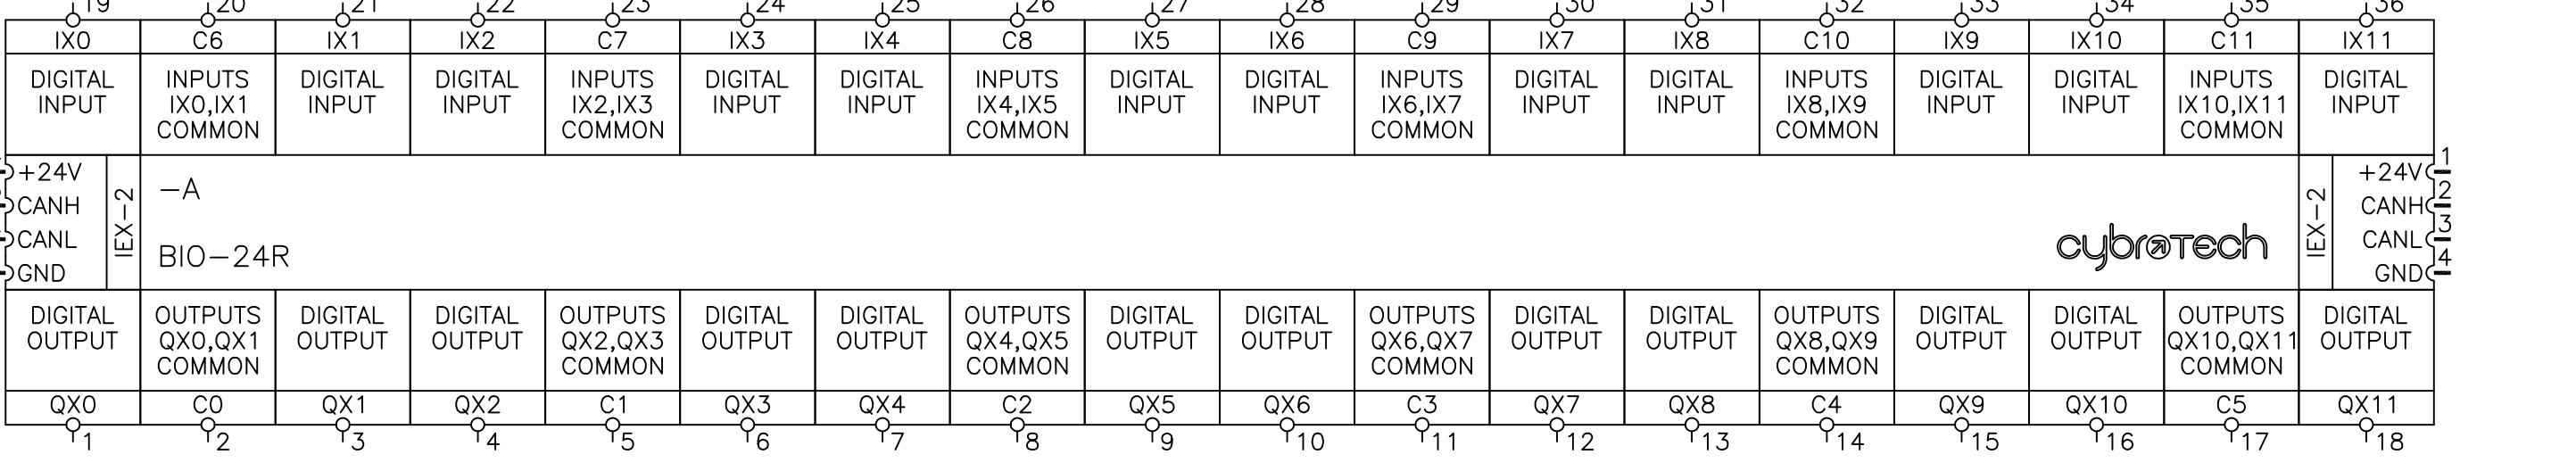 19 20 21 22 23 24 25 26 27 28 29 30 31 32 33 34 35 36
IX0 C6 IX1 IX2 C7 IX3 IX4 C8 IX5 IX6 C9 IX7 IX8 C10 IX9 IX10 C11 IX11
DIGITAL INPUTS DIGITAL DIGITAL INPUTS DIGITAL DIGITAL INPUTS DIGITAL DIGITAL INPUTS DIGITAL DIGITAL INPUTS DIGITAL DIGITAL INPUTS DIGITAL
INPUT IX0,IX1 INPUT INPUT IX2,IX3 INPUT INPUT IX4,IX5 INPUT INPUT IX6,IX7 INPUT INPUT IX8,IX9 INPUT INPUT IX10,IX11 INPUT
COMMON COMMON COMMON COMMON COMMON COMMON
+24V
CANH
CANL
GND
IEX-2
-A
BIO-24R
cybrotech
IEX-2
+24V 1
CANH 2
CANL 3
GND 4
DIGITAL OUTPUTS DIGITAL DIGITAL OUTPUTS DIGITAL DIGITAL OUTPUTS DIGITAL DIGITAL OUTPUTS DIGITAL DIGITAL OUTPUTS DIGITAL DIGITAL OUTPUTS DIGITAL
OUTPUT QX0,QX1 OUTPUT OUTPUT QX2,QX3 OUTPUT OUTPUT QX4,QX5 OUTPUT OUTPUT QX6,QX7 OUTPUT OUTPUT QX8,QX9 OUTPUT OUTPUT QX10,QX11 OUTPUT
COMMON COMMON COMMON COMMON COMMON COMMON
QX0 C0 QX1 QX2 C1 QX3 QX4 C2 QX5 QX6 C3 QX7 QX8 C4 QX9 QX10 C5 QX11
1 2 3 4 5 6 7 8 9 10 11 12 13 14 15 16 17 18